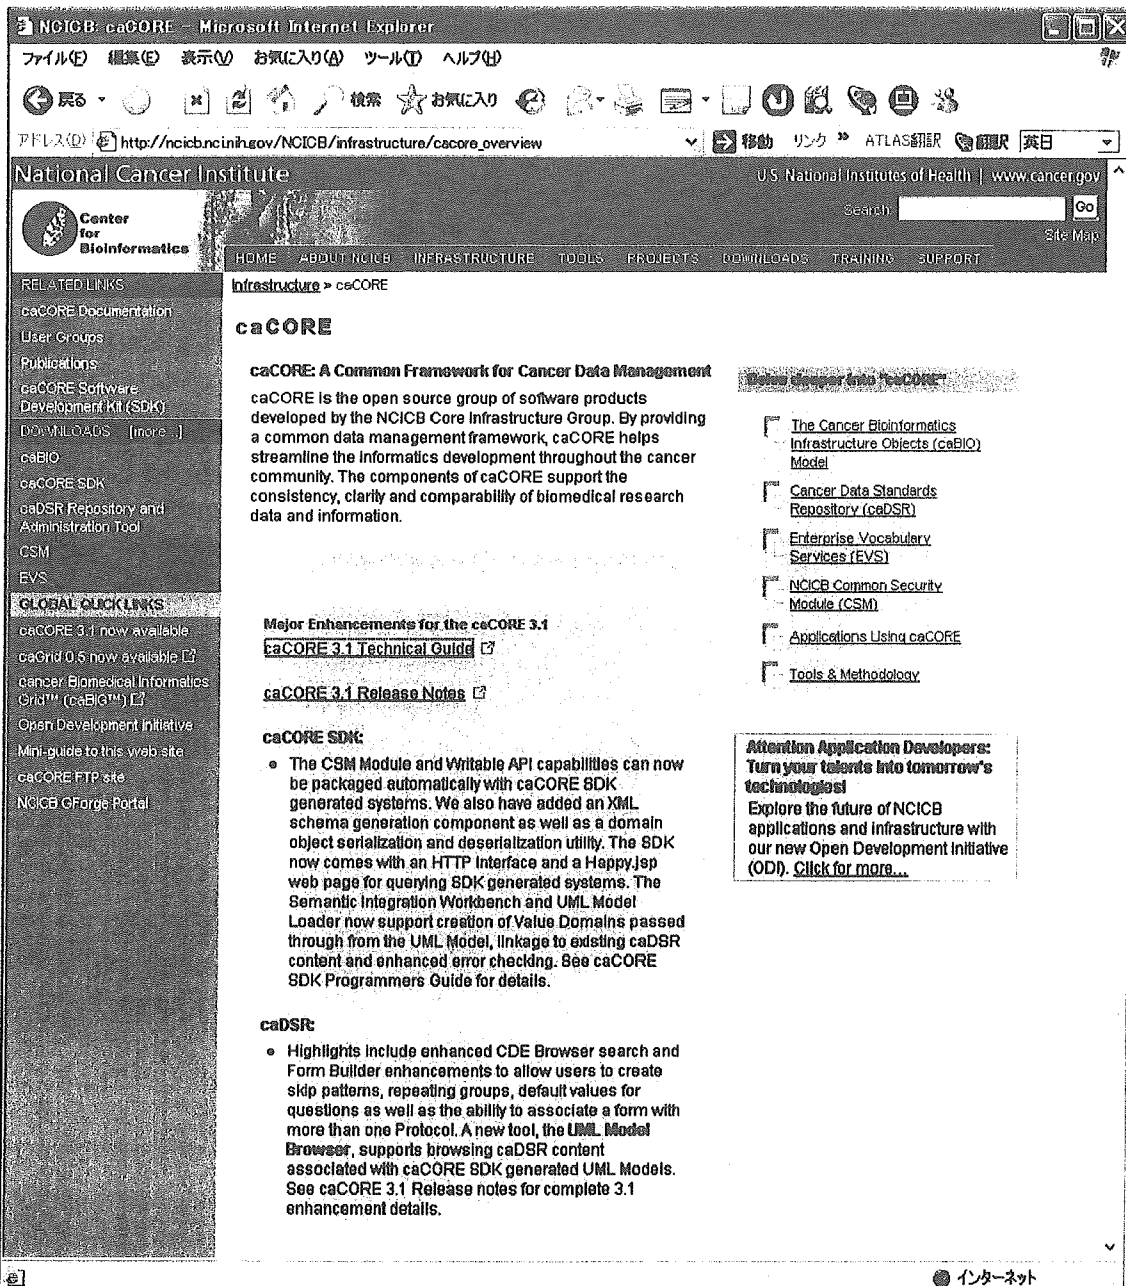 NCICB: caCORE - Microsoft Internet Explorer
ファイル(F) 編集(E) 表示(V) お気に入り(A) ツール(T) ヘルプ(H)
戻る 検索 お気に入り
アドレス(D) http://ncicb.nci.nih.gov/NCICB/infrastructure/cacore_overview 移動 リンク » ATLAS翻訳 翻訳 英日
National Cancer Institute
U.S. National Institutes of Health | www.cancer.gov
Center
for
Bioinformatics
Search Go
Site Map
HOME ABOUT NCICB INFRASTRUCTURE TOOLS PROJECTS DOWNLOADS TRAINING SUPPORT
RELATED LINKS
caCORE Documentation
User Groups
Publications
caCORE Software
Development Kit (SDK)
DOWNLOADS [more...]
caBIO
caCORE SDK
caDSR Repository and
Administration Tool
CSM
EVS
GLOBAL QUICK LINKS
caCORE 3.1 now available
caGrid 0.5 now available
cancer Biomedical Informatics
Grid™ (caBIG™)
Open Development Initiative
Mini-guide to this web site
caCORE FTP site
NCICB GForge Portal
Infrastructure » caCORE
caCORE
caCORE: A Common Framework for Cancer Data Management
caCORE is the open source group of software products
developed by the NCICB Core Infrastructure Group. By providing
a common data management framework, caCORE helps
streamline the informatics development throughout the cancer
community. The components of caCORE support the
consistency, clarity and comparability of biomedical research
data and information.
Major Enhancements for the caCORE 3.1
caCORE 3.1 Technical Guide
caCORE 3.1 Release Notes
caCORE SDK:
• The CSM Module and Writable API capabilities can now
be packaged automatically with caCORE SDK
generated systems. We also have added an XML
schema generation component as well as a domain
object serialization and deserialization utility. The SDK
now comes with an HTTP interface and a Happy.jsp
web page for querying SDK generated systems. The
Semantic Integration Workbench and UML Model
Loader now support creation of Value Domains passed
through from the UML Model, linkage to existing caDSR
content and enhanced error checking. See caCORE
SDK Programmers Guide for details.
caDSR:
• Highlights include enhanced CDE Browser search and
Form Builder enhancements to allow users to create
skip patterns, repeating groups, default values for
questions as well as the ability to associate a form with
more than one Protocol. A new tool, the UML Model
Browser, supports browsing caDSR content
associated with caCORE SDK generated UML Models.
See caCORE 3.1 Release notes for complete 3.1
enhancement details.
Delve deeper into "caCORE"
The Cancer Bioinformatics
Infrastructure Objects (caBIO)
Model
Cancer Data Standards
Repository (caDSR)
Enterprise Vocabulary
Services (EVS)
NCICB Common Security
Module (CSM)
Applications Using caCORE
Tools & Methodology
Attention Application Developers:
Turn your talents into tomorrow's
technologies!
Explore the future of NCICB
applications and infrastructure with
our new Open Development Initiative
(ODI). Click for more...
インターネット